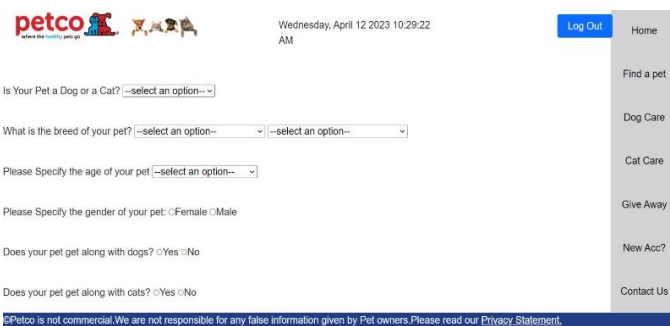 petco
where the healthy pets go
Wednesday, April 12 2023 10:29:22
AM
Log Out
Home
Find a pet
Dog Care
Cat Care
Give Away
New Acc?
Contact Us
Is Your Pet a Dog or a Cat? --select an option--
What is the breed of your pet? --select an option-- --select an option--
Please Specify the age of your pet --select an option--
Please Specify the gender of your pet: Female Male
Does your pet get along with dogs? Yes No
Does your pet get along with cats? Yes No
©Petco is not commercial.We are not responsible for any false information given by Pet owners.Please read our Privacy Statement.